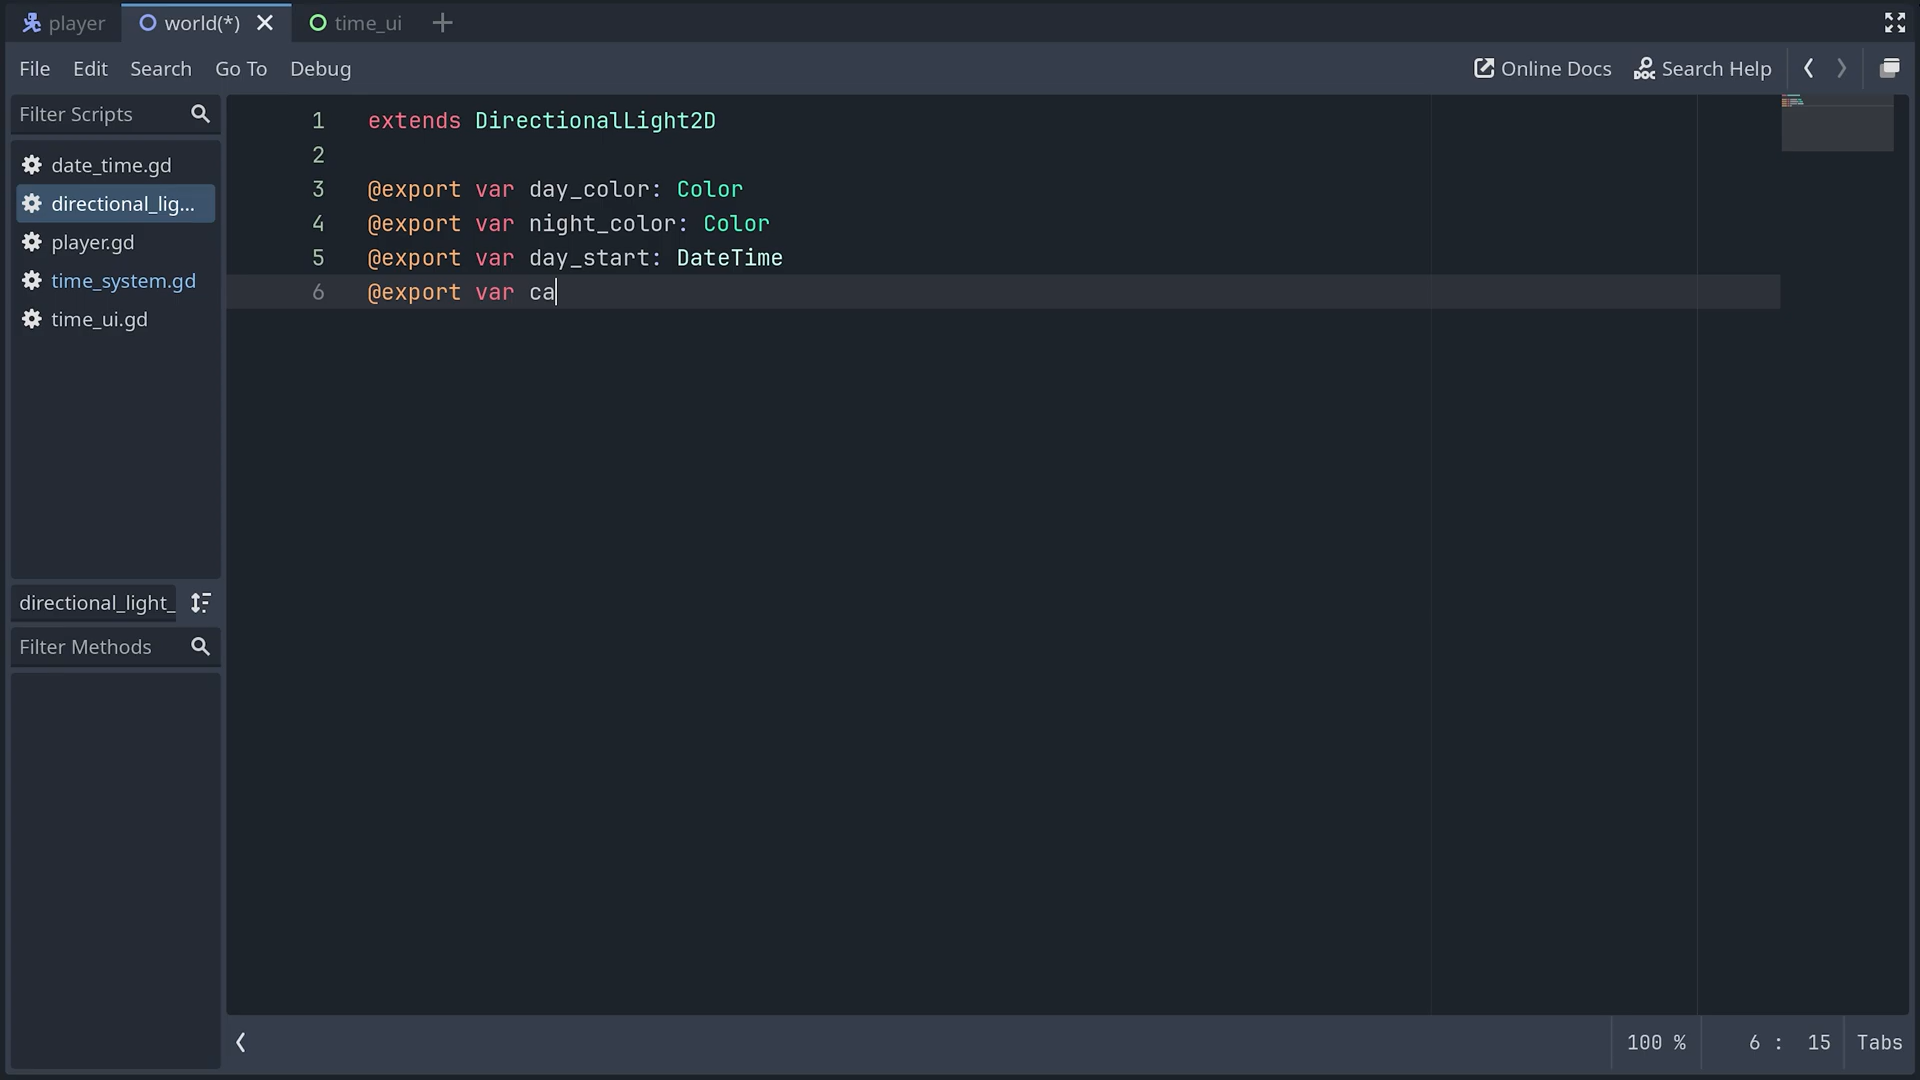 player world(*) time_ui
File Edit Search Go To Debug Online Docs Search Help
Filter Scripts
date_time.gd
directional_lig...
player.gd
time_system.gd
time_ui.gd
directional_light_
Filter Methods
1 extends DirectionalLight2D
2
3 @export var day_color: Color
4 @export var night_color: Color
5 @export var day_start: DateTime
6 @export var ca
100 % 6 : 15 Tabs